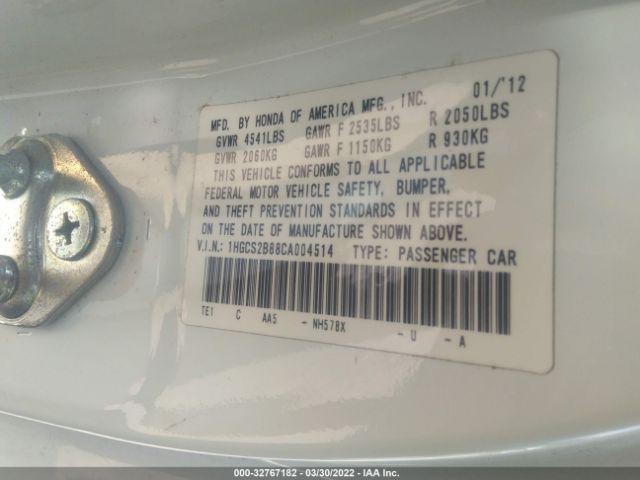 MFD. BY HONDA OF AMERICA MFG., INC. 01/'12
GVWR 4541LBS GAWR F 2535LBS R 2050LBS
GVWR 2060KG GAWR F 1150KG R 930KG
THIS VEHICLE CONFORMS TO ALL APPLICABLE
FEDERAL MOTOR VEHICLE SAFETY, BUMPER,
AND THEFT PREVENTION STANDARDS IN EFFECT
ON THE DATE OF MANUFACTURE SHOWN ABOVE.
V.I.N.: 1HGCS2B88CA004514 TYPE: PASSENGER CAR
TE1 C AA5 - NH578X - U - A
000-32767182 - 03/30/2022 - IAA Inc.